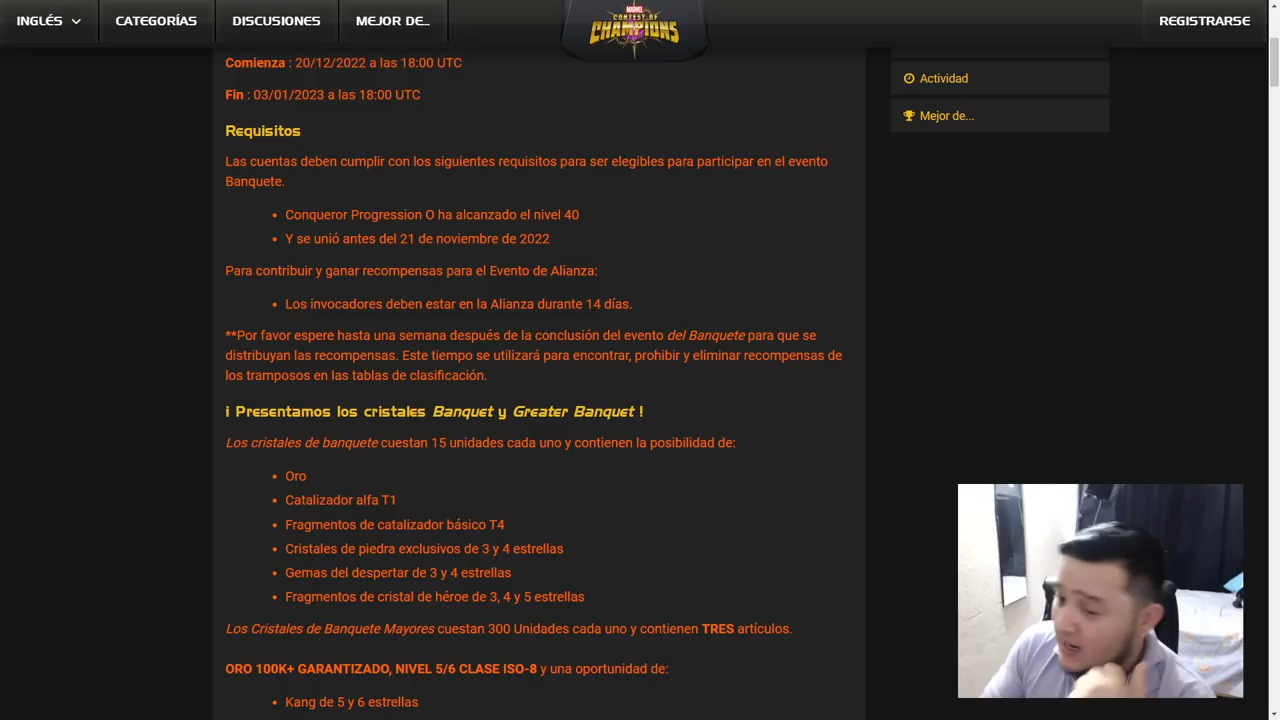 INGLÉS
CATEGORÍAS
DISCUSIONES
MEJOR DE...
MARVEL
CONTEST OF
CHAMPIONS
REGISTRARSE
Comienza : 20/12/2022 a las 18:00 UTC
Fin : 03/01/2023 a las 18:00 UTC
Requisitos
Las cuentas deben cumplir con los siguientes requisitos para ser elegibles para participar en el evento
Banquete.
• Conqueror Progression O ha alcanzado el nivel 40
• Y se unió antes del 21 de noviembre de 2022
Para contribuir y ganar recompensas para el Evento de Alianza:
• Los invocadores deben estar en la Alianza durante 14 días.
**Por favor espere hasta una semana después de la conclusión del evento del Banquete para que se
distribuyan las recompensas. Este tiempo se utilizará para encontrar, prohibir y eliminar recompensas de
los tramposos en las tablas de clasificación.
¡ Presentamos los cristales Banquet y Greater Banquet !
Los cristales de banquete cuestan 15 unidades cada uno y contienen la posibilidad de:
• Oro
• Catalizador alfa T1
• Fragmentos de catalizador básico T4
• Cristales de piedra exclusivos de 3 y 4 estrellas
• Gemas del despertar de 3 y 4 estrellas
• Fragmentos de cristal de héroe de 3, 4 y 5 estrellas
Los Cristales de Banquete Mayores cuestan 300 Unidades cada uno y contienen TRES artículos.
ORO 100K+ GARANTIZADO, NIVEL 5/6 CLASE ISO-8 y una oportunidad de:
• Kang de 5 y 6 estrellas
Actividad
Mejor de...